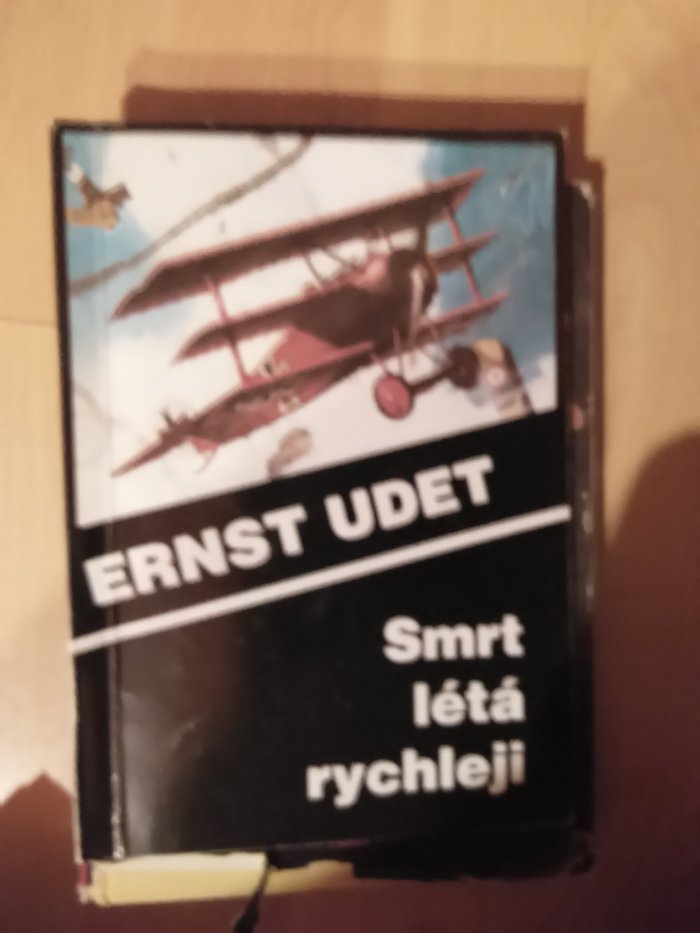 ERNST UDET
Smrt
létá
rychleji